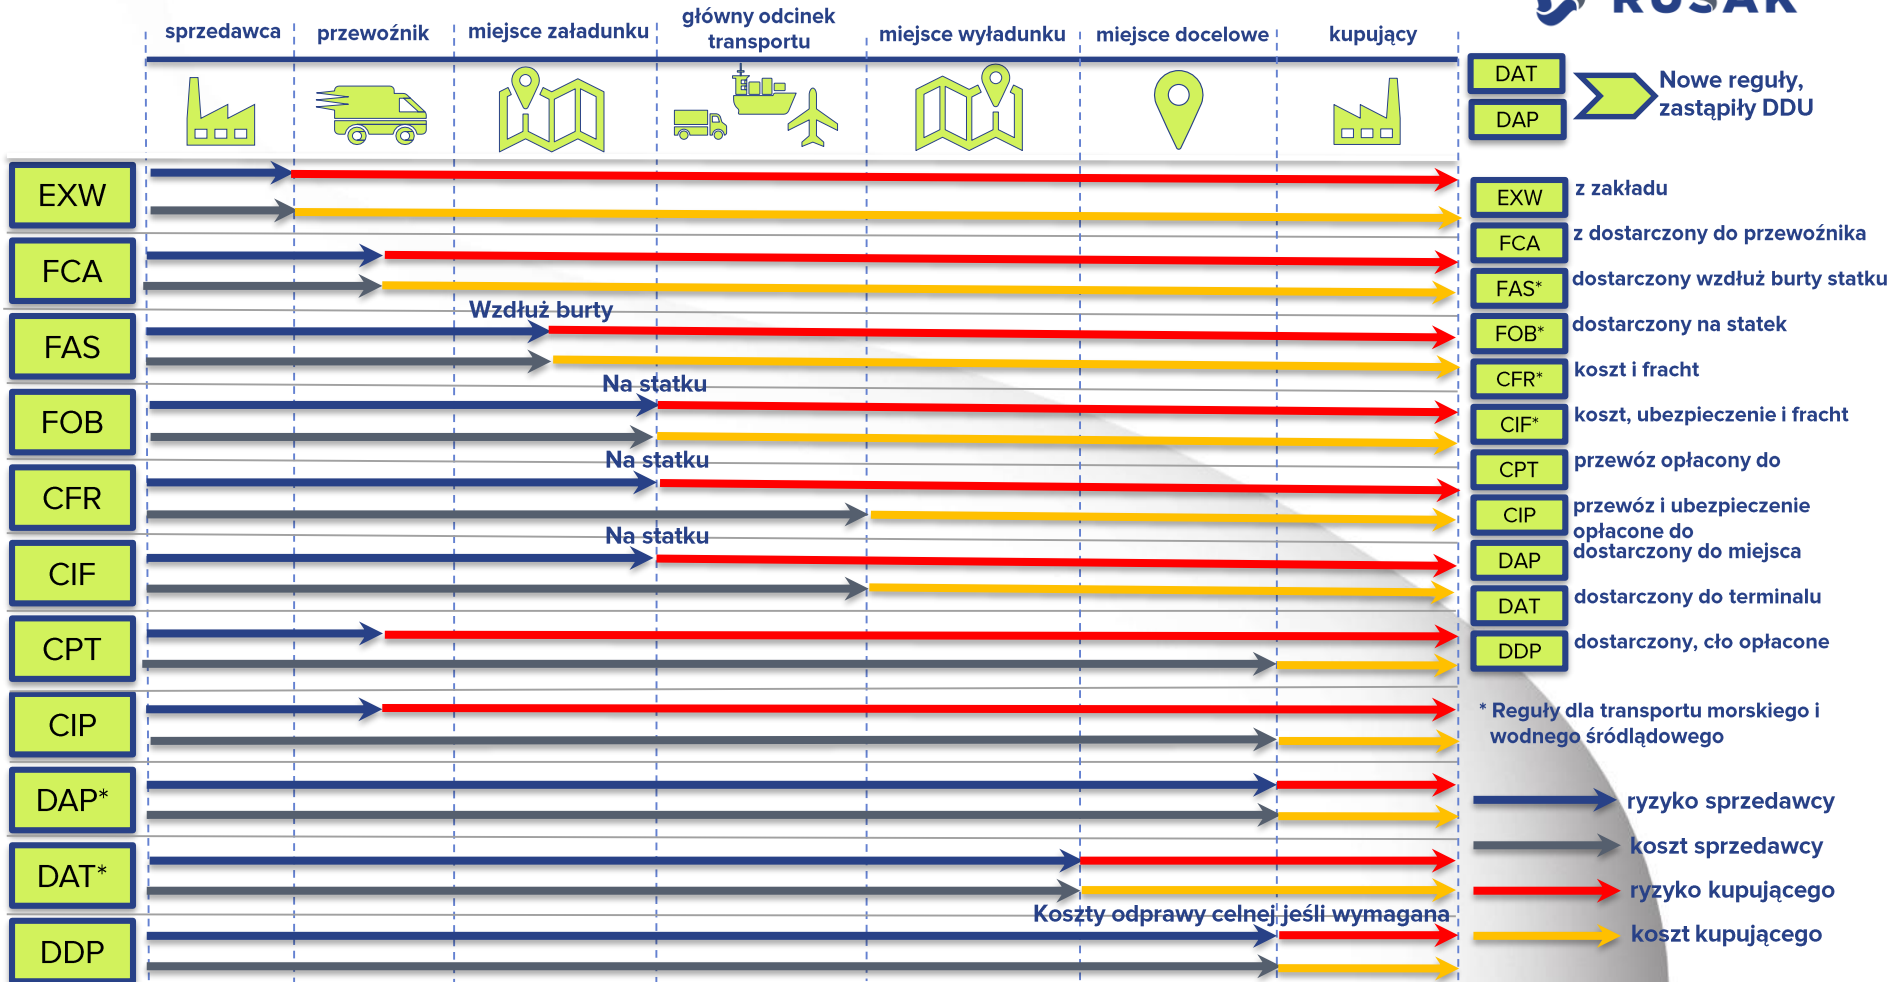 RUSAK
sprzedawca
przewoźnik
miejsce załadunku
główny odcinek
transportu
miejsce wyładunku
miejsce docelowe
kupujący
DAT
DAP
Nowe reguły,
zastąpiły DDU
EXW
FCA
Wzdłuż burty
FAS
Na statku
FOB
Na statku
CFR
Na statku
CIF
CPT
CIP
DAP*
DAT*
Koszty odprawy celnej jeśli wymagana
DDP
EXW z zakładu
FCA z dostarczony do przewoźnika
FAS* dostarczony wzdłuż burty statku
FOB* dostarczony na statek
CFR* koszt i fracht
CIF* koszt, ubezpieczenie i fracht
CPT przewóz opłacony do
CIP przewóz i ubezpieczenie
opłacone do
DAP dostarczony do miejsca
DAT dostarczony do terminalu
DDP dostarczony, cło opłacone
* Reguły dla transportu morskiego i
wodnego śródlądowego
ryzyko sprzedawcy
koszt sprzedawcy
ryzyko kupującego
koszt kupującego